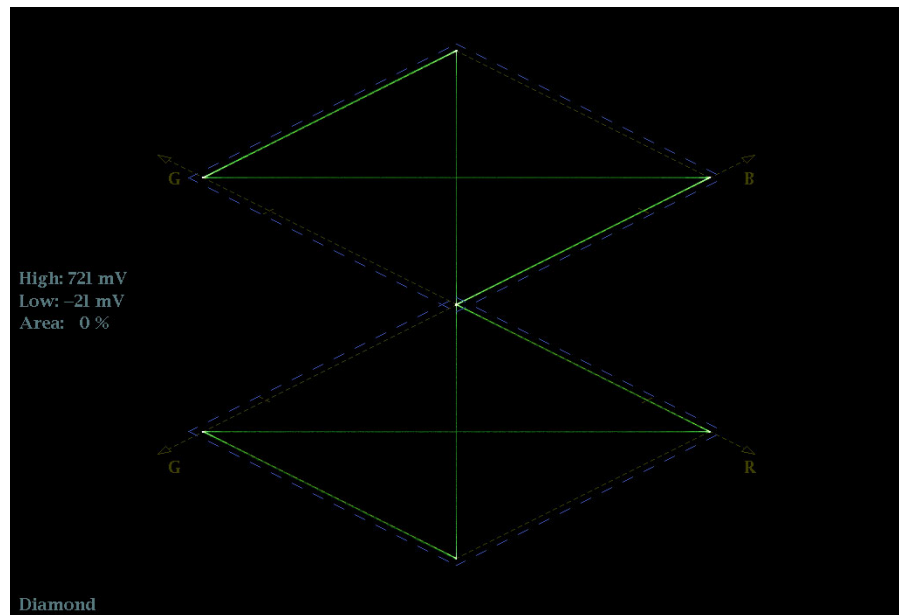 G B
High: 721 mV
Low: −21 mV
Area: 0 %
G R
Diamond